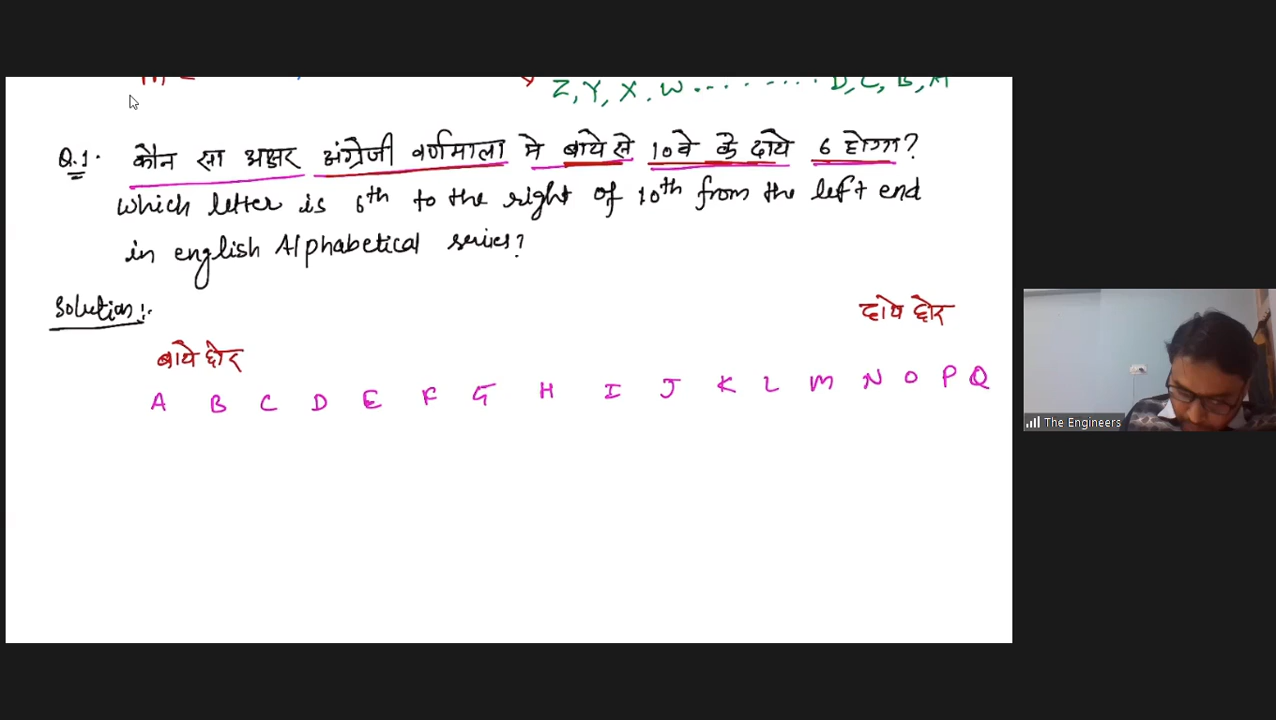 Z, Y, X, W........ D, C, B, A
Q.1. कौन सा अक्षर अंग्रेजी वर्णमाला मे बाये से 10वे के दाये 6 होगा?
which letter is 6th to the right of 10th from the left end
in english Alphabetical series?
Solution:-
दाये छोर
बाये छोर
A B C D E F G H I J K L M N O P Q
The Engineers